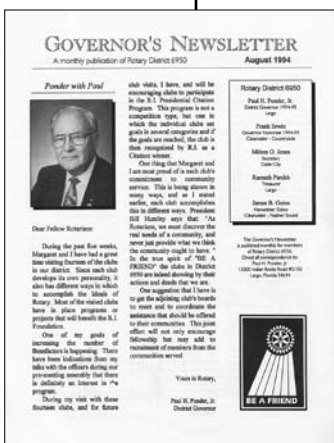 GOVERNOR'S NEWSLETTER
A monthly publication of Rotary District 6950
August 1994
Ponder with Paul
Dear Fellow Rotarians:
During the past five weeks,
Margaret and I have had a great
time visiting fourteen of the clubs
in our district. Since each club
develops its own personality, it
also has different ways in which
to accomplish the ideals of
Rotary. Most of the visited clubs
have in place programs or
projects that will benefit the R.I.
Foundation.
One of my goals of
increasing the number of
Benefactors is happening. There
have been indications from my
talks with the officers during our
pre-meeting assembly that there
is definitely an interest in
program.
During my visit with these
fourteen clubs, and for future
club visits, I have, and will be
encouraging clubs to participate
in the R.I. Presidential Citation
Program. This program is not a
competition type, but one in
which the individual clubs set
goals in several categories and if
the goals are reached, the club is
then recognized by R.I. as a
Citation winner.
One thing that Margaret and
I are most proud of is each club's
commitment to community
service. This is being shown in
many ways, and as I stated
earlier, each club accomplishes
this in different ways. President
Bill Huntley says that "As
Rotarians, we must discover the
real needs of a community, and
never just provide what we think
the community ought to have."
In the true spirit of "BE A
FRIEND" the clubs in District
6950 are indeed showing by their
actions and deeds that we are.
One suggestion that I have is
to get the adjoining club's boards
to meet and to coordinate the
assistance that should be offered
to their communities. This joint
effort will not only encourage
fellowship but may add to
recruitment of members from the
communities served
Yours in Rotary,
Paul H. Ponder, Jr.
District Governor
Rotary District 6950
Paul H. Ponder, Jr.
District Governor 1994-95
Largo
Frank Erwin
Governor Nominee 1994-95
Clearwater - Countryside
Milton O. Jones
Secretary
Dade City
Ramesh Parikh
Treasurer
Largo
James R.
Newsletter Editor
Clearwater - Feather Sound
The Governor's Newsletter
is published monthly for members
of Rotary District 6950.
Direct all correspondence to:
Paul H. Ponder, Jr.
Indian Rocks Road
Largo, Florida
BE A FRIEND